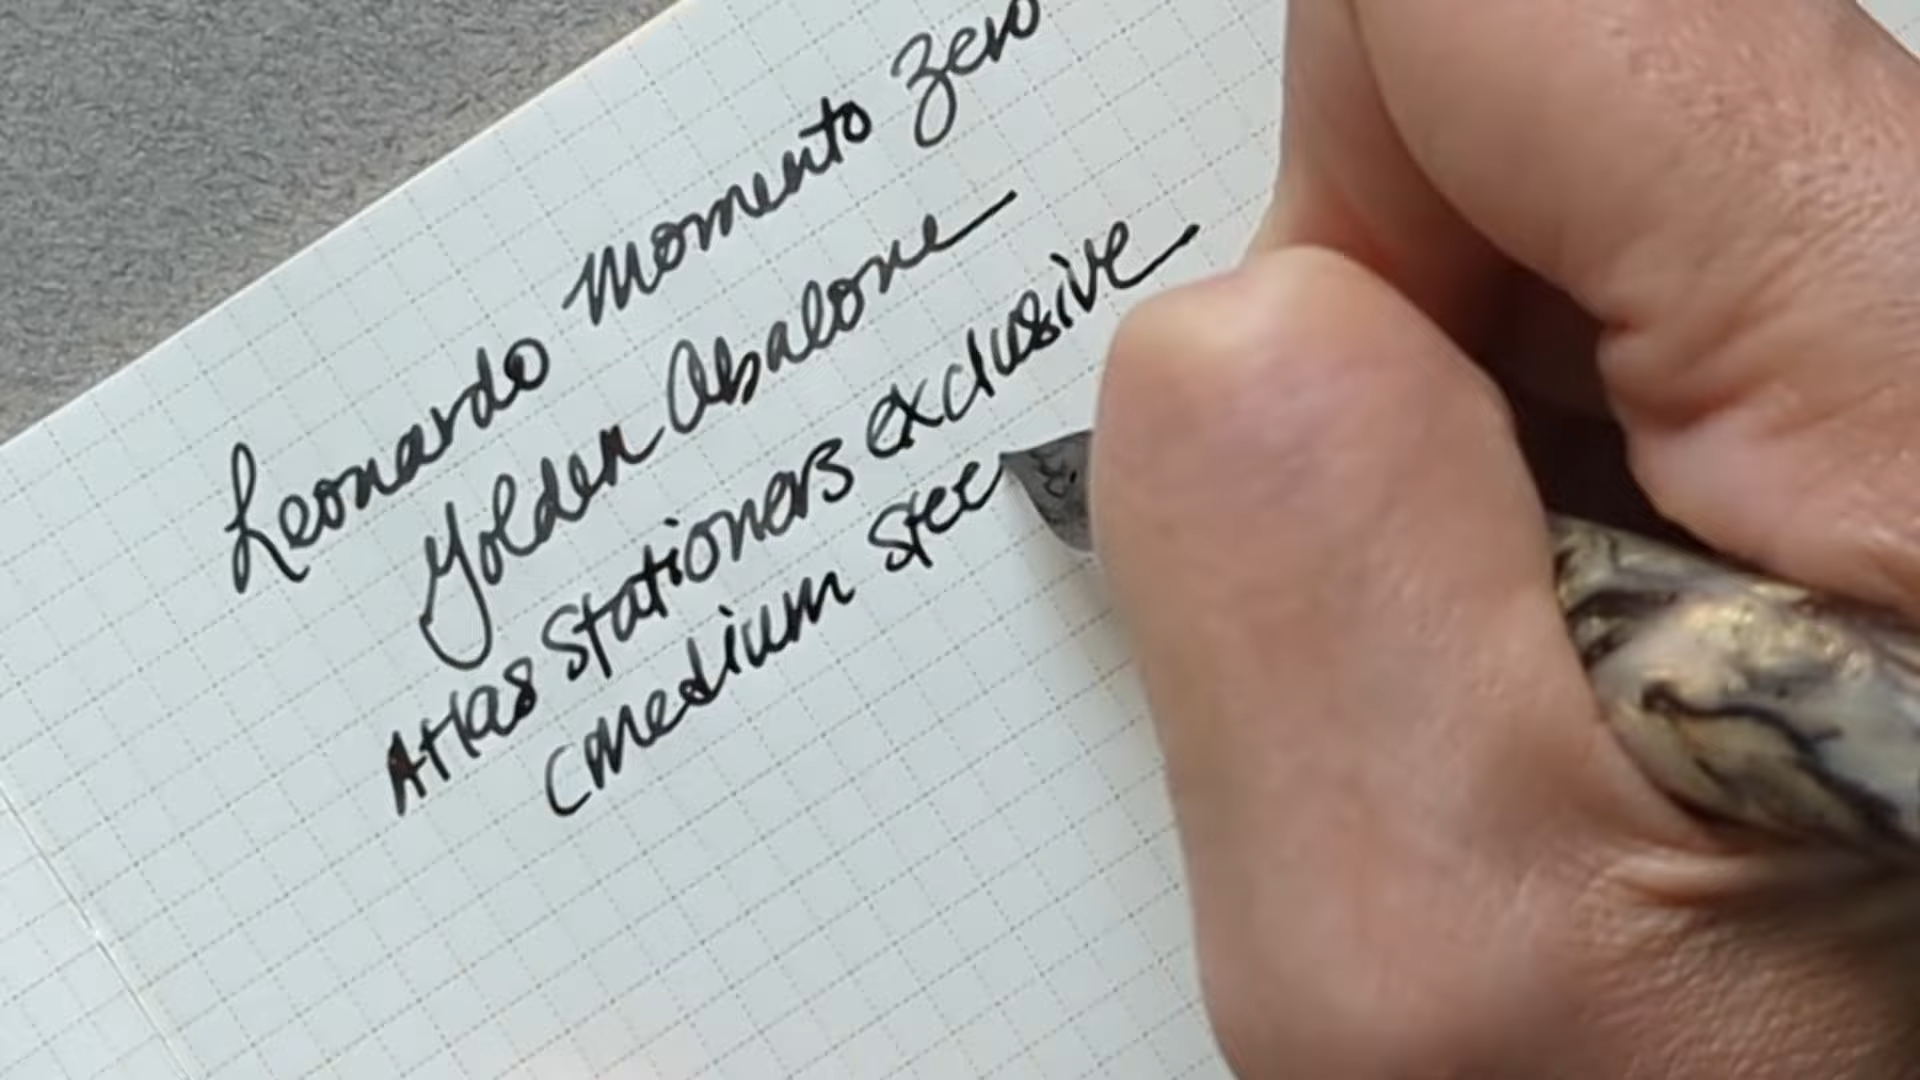 Leonardo Momento Zero
Golden Abalone
Atlas Stationers exclusive
(medium stee